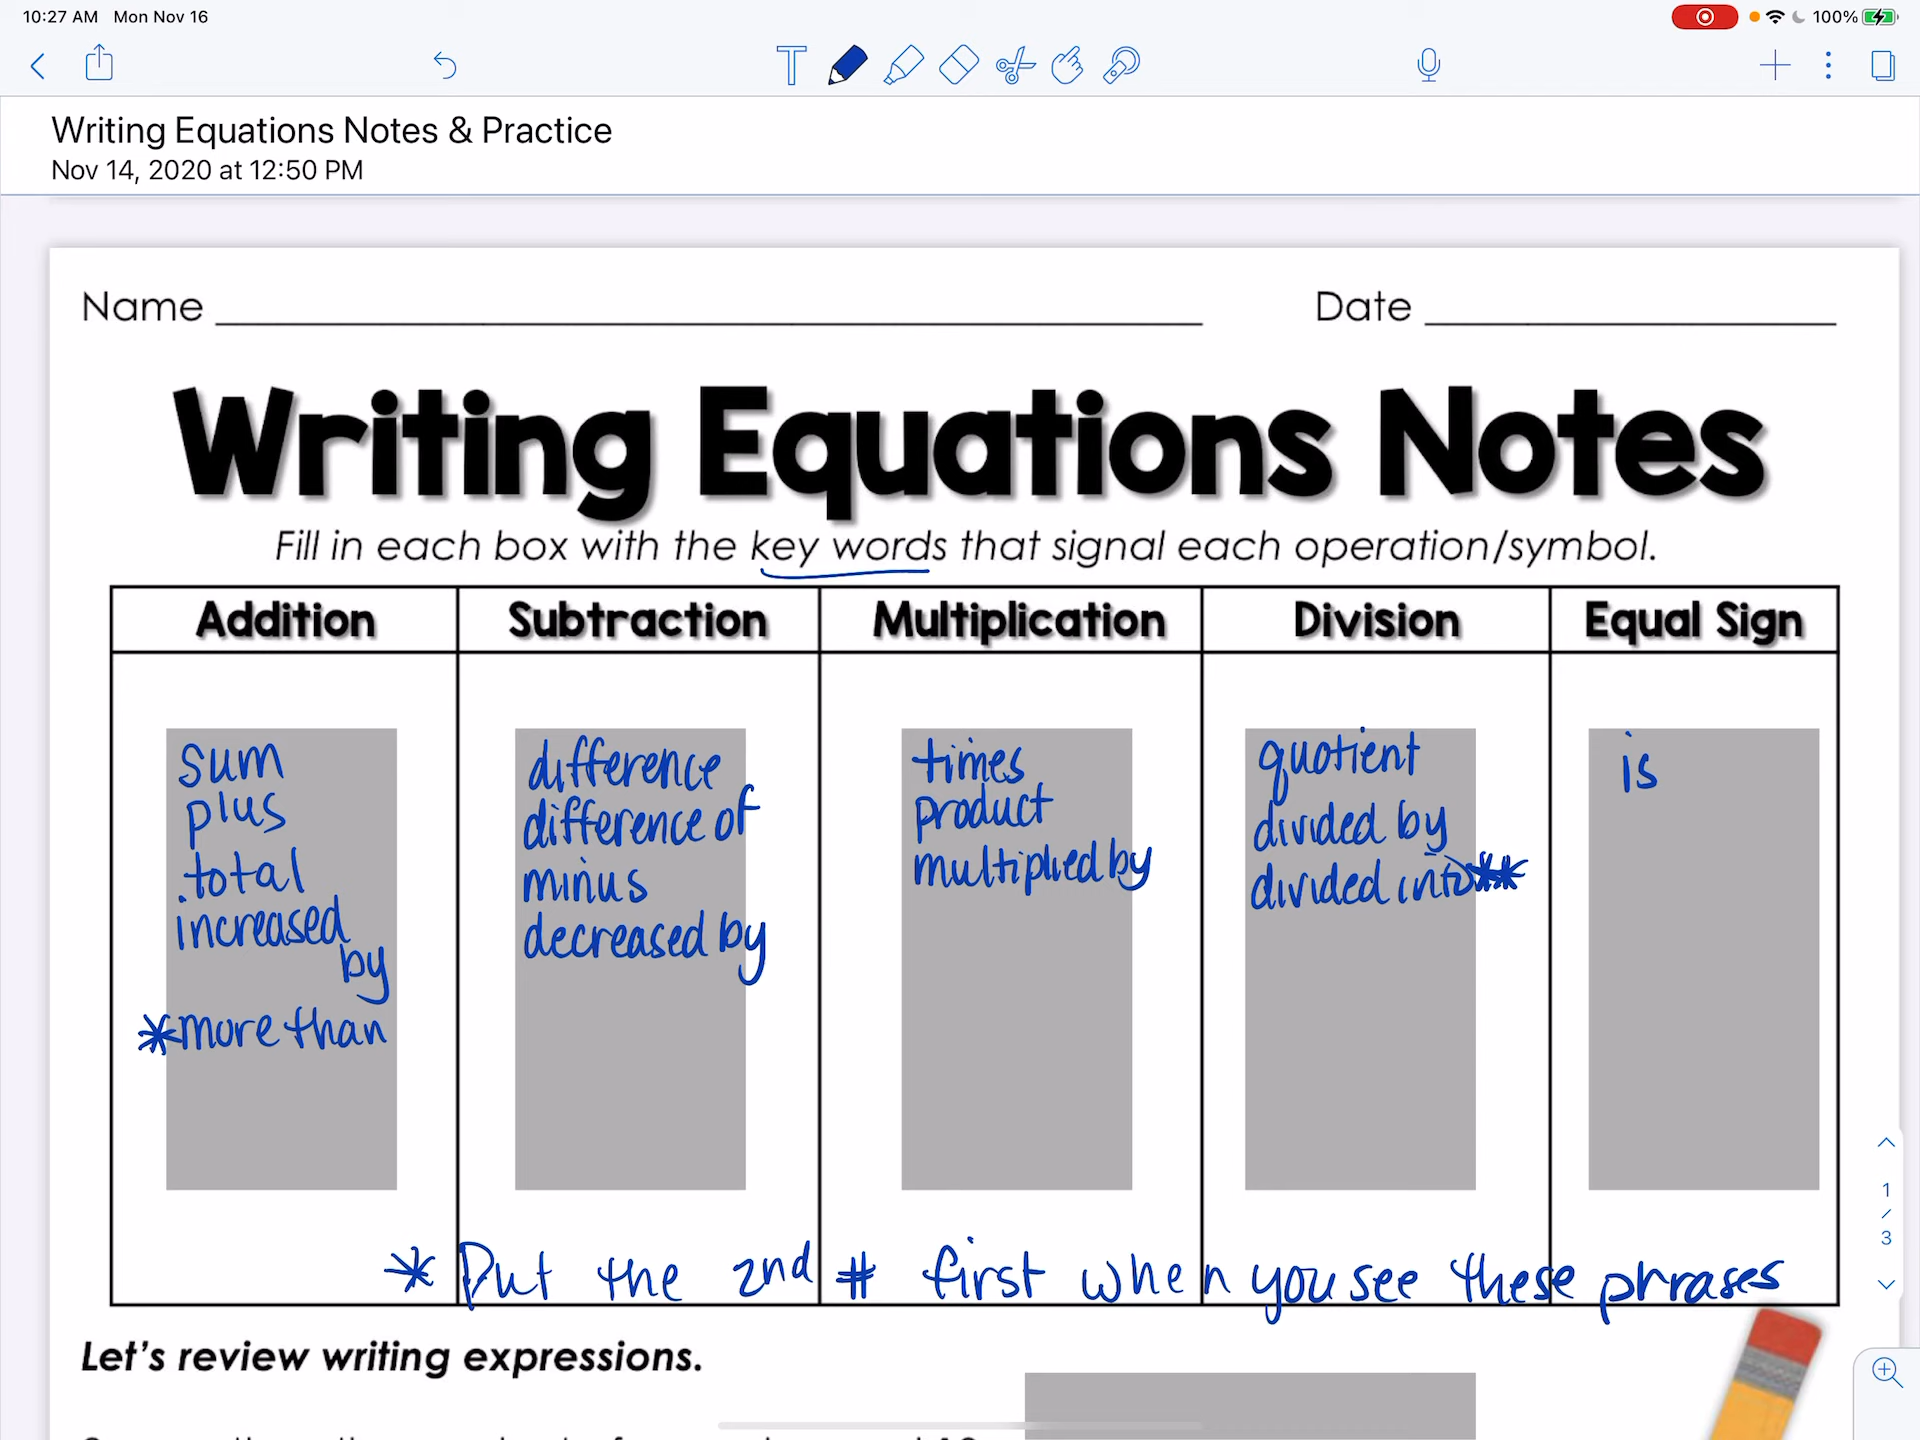 10:27 AM Mon Nov 16
100%
Writing Equations Notes & Practice
Nov 14, 2020 at 12:50 PM
Name
Date
Writing Equations Notes
Fill in each box with the key words that signal each operation/symbol.
Addition
Subtraction
Multiplication
Division
Equal Sign
sum
plus
total
increased
by
*more than
difference
difference of
minus
decreased by
times
product
multiplied by
quotient
divided by
divided into**
is
* Put the 2nd # first when you see these phrases
1
/
3
Let's review writing expressions.